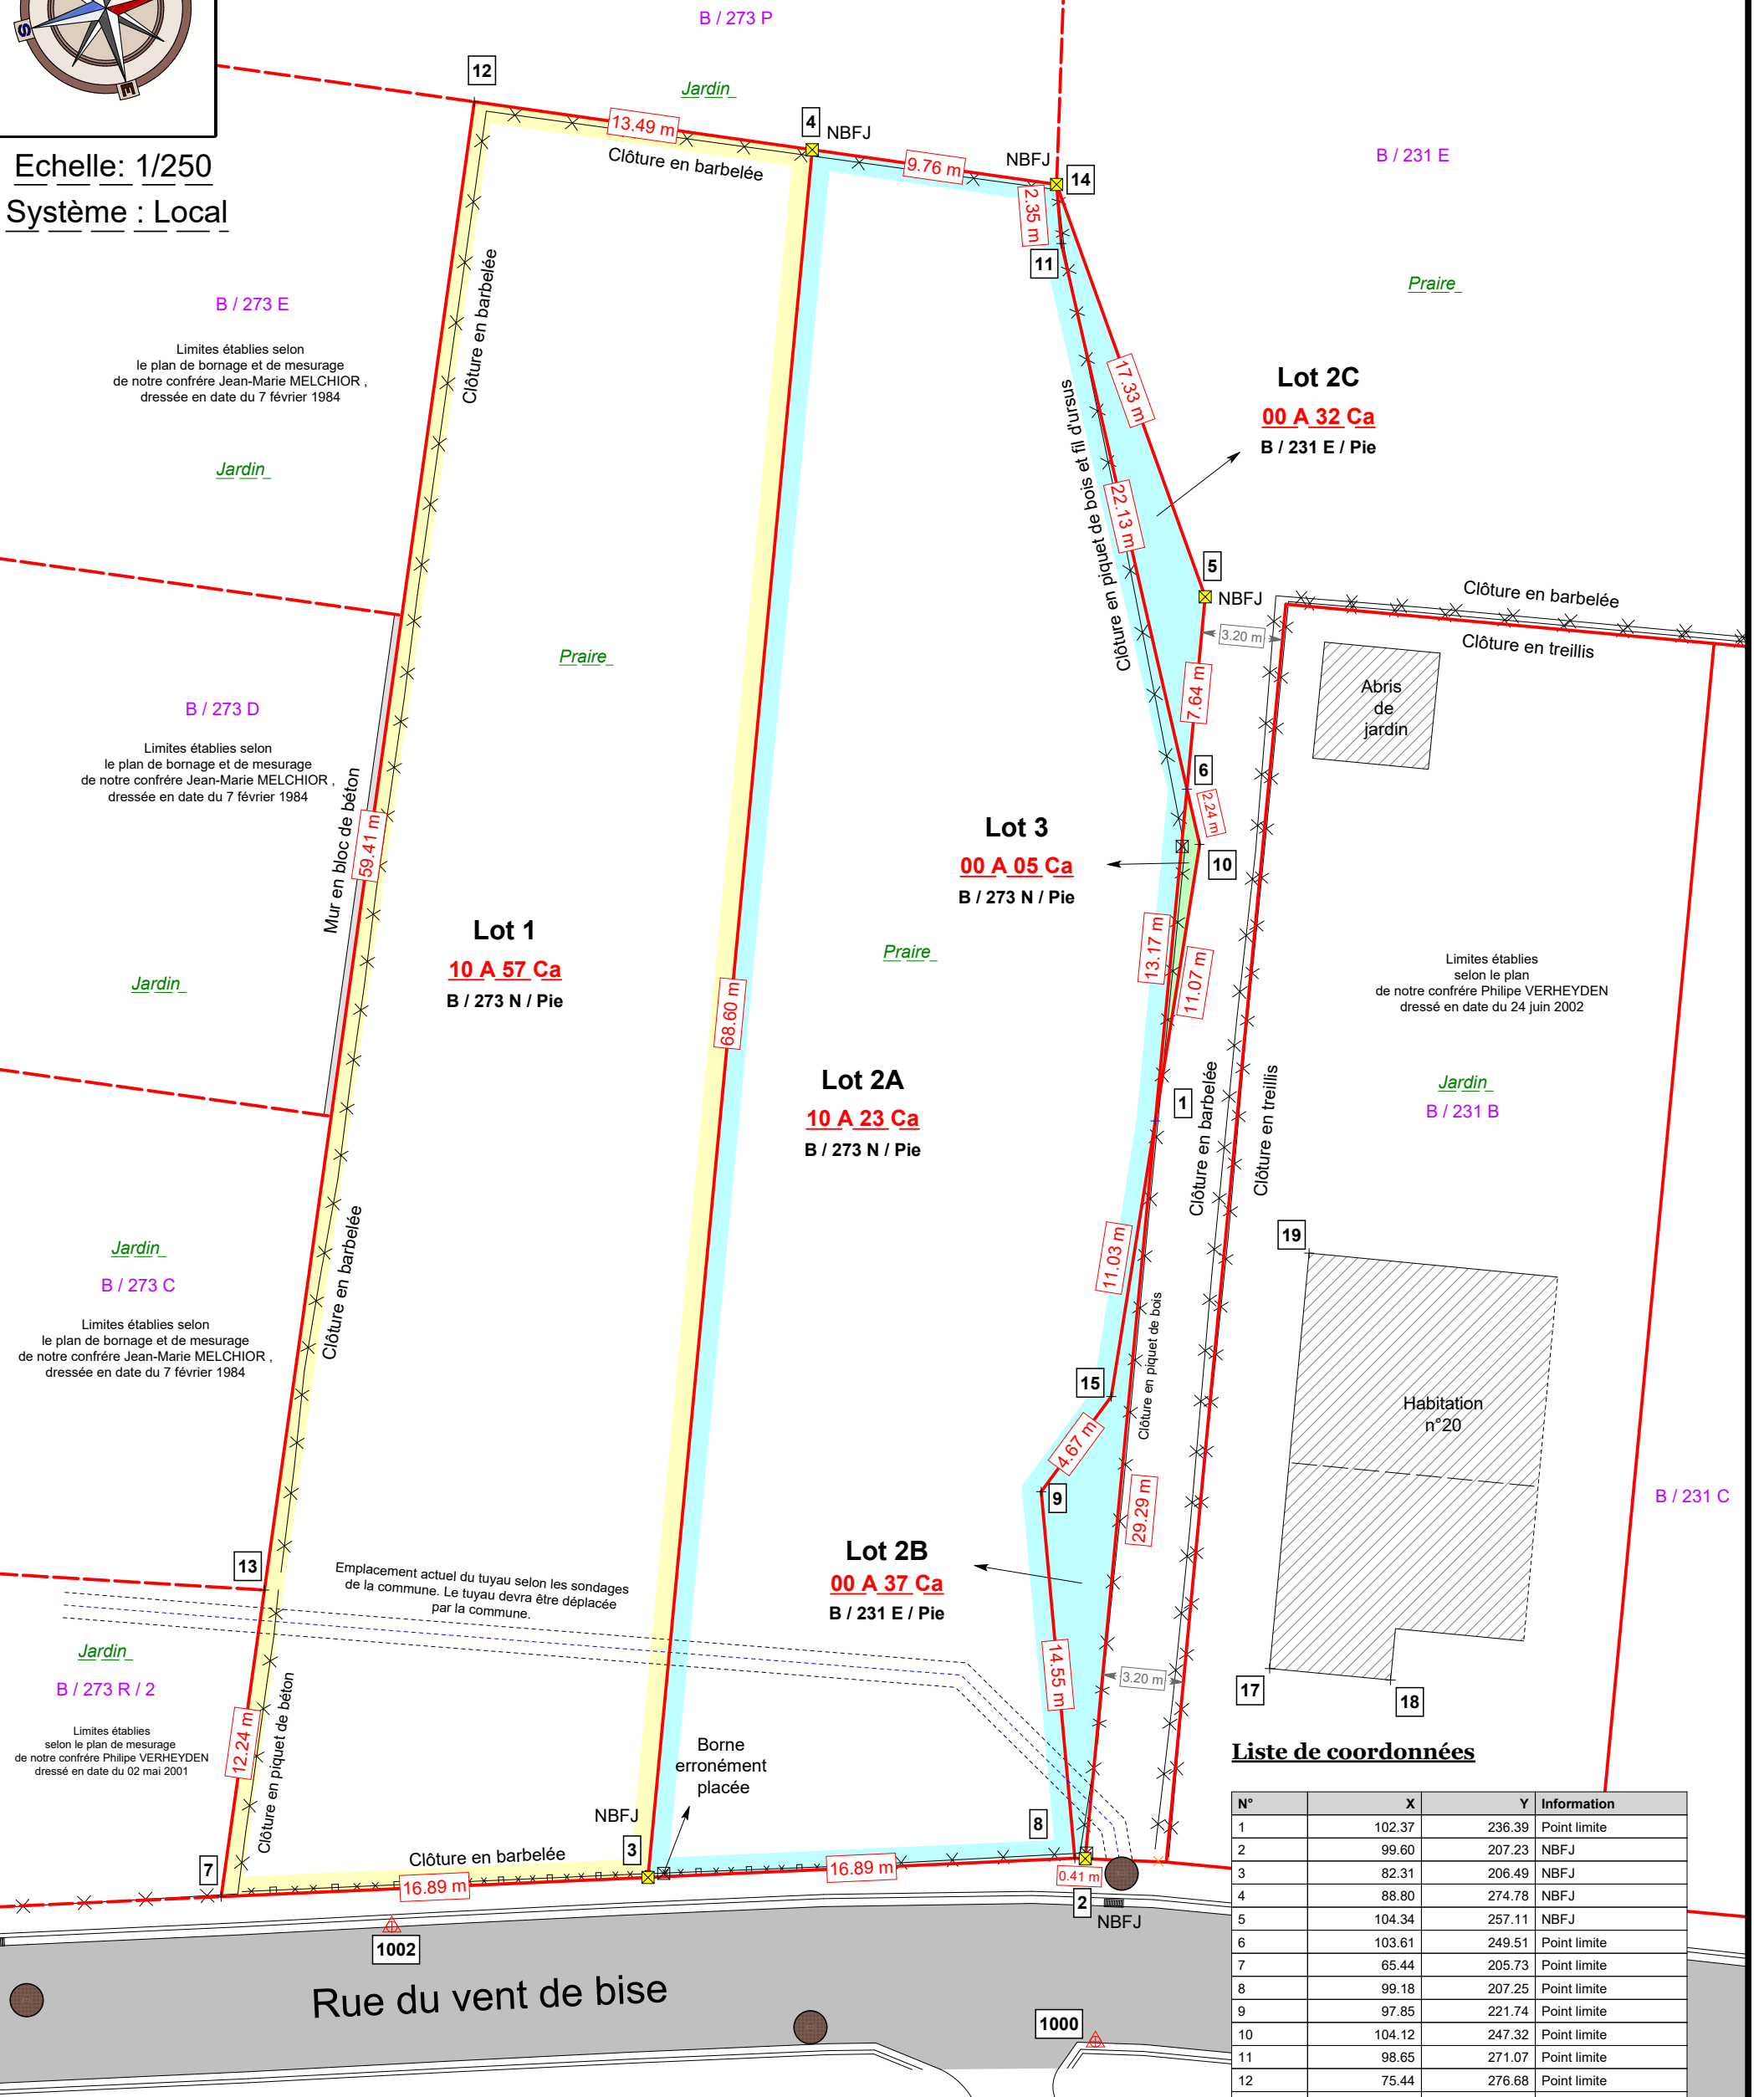 S
E
Echelle: 1/250
Système : Local
B / 273 P
Jardin
12
13.49 m
Clôture en barbelée
4
NBFJ
9.76 m
NBFJ
14
2.35 m
11
B / 231 E
Praire
B / 273 E
Limites établies selon
le plan de bornage et de mesurage
de notre confrére Jean-Marie MELCHIOR ,
dressée en date du 7 février 1984
Jardin
Clôture en barbelée
Clôture en piquet de bois et fil d'ursus
17.33 m
22.13 m
Lot 2C
00 A 32 Ca
B / 231 E / Pie
5
NBFJ
3.20 m
7.64 m
Clôture en barbelée
Clôture en treillis
Abris
de
jardin
Praire
B / 273 D
Limites établies selon
le plan de bornage et de mesurage
de notre confrére Jean-Marie MELCHIOR ,
dressée en date du 7 février 1984
Jardin
Mur en bloc de béton
59.41 m
6
2.24 m
10
Lot 3
00 A 05 Ca
B / 273 N / Pie
13.17 m
11.07 m
Lot 1
10 A 57 Ca
B / 273 N / Pie
68.60 m
Praire
Lot 2A
10 A 23 Ca
B / 273 N / Pie
1
Clôture en barbelée
Clôture en treillis
Limites établies
selon le plan
de notre confrére Philipe VERHEYDEN
dressé en date du 24 juin 2002
Jardin
B / 231 B
Jardin
B / 273 C
Limites établies selon
le plan de bornage et de mesurage
de notre confrére Jean-Marie MELCHIOR ,
dressée en date du 7 février 1984
Clôture en barbelée
11.03 m
Clôture en piquet de bois
15
4.67 m
9
29.29 m
19
Habitation
n°20
17
18
B / 231 C
13
Emplacement actuel du tuyau selon les sondages
de la commune. Le tuyau devra être déplacée
par la commune.
Lot 2B
00 A 37 Ca
B / 231 E / Pie
14.55 m
3.20 m
Jardin
B / 273 R / 2
Limites établies
selon le plan de mesurage
de notre confrére Philipe VERHEYDEN
dressé en date du 02 mai 2001
12.24 m
Clôture en piquet de béton
Borne
erronément
placée
NBFJ
3
8
7
Clôture en barbelée
16.89 m
16.89 m
0.41 m
2
NBFJ
1002
Rue du vent de bise
1000
Liste de coordonnées
N° X Y Information
1 102.37 236.39 Point limite
2 99.60 207.23 NBFJ
3 82.31 206.49 NBFJ
4 88.80 274.78 NBFJ
5 104.34 257.11 NBFJ
6 103.61 249.51 Point limite
7 65.44 205.73 Point limite
8 99.18 207.25 Point limite
9 97.85 221.74 Point limite
10 104.12 247.32 Point limite
11 98.65 271.07 Point limite
12 75.44 276.68 Point limite